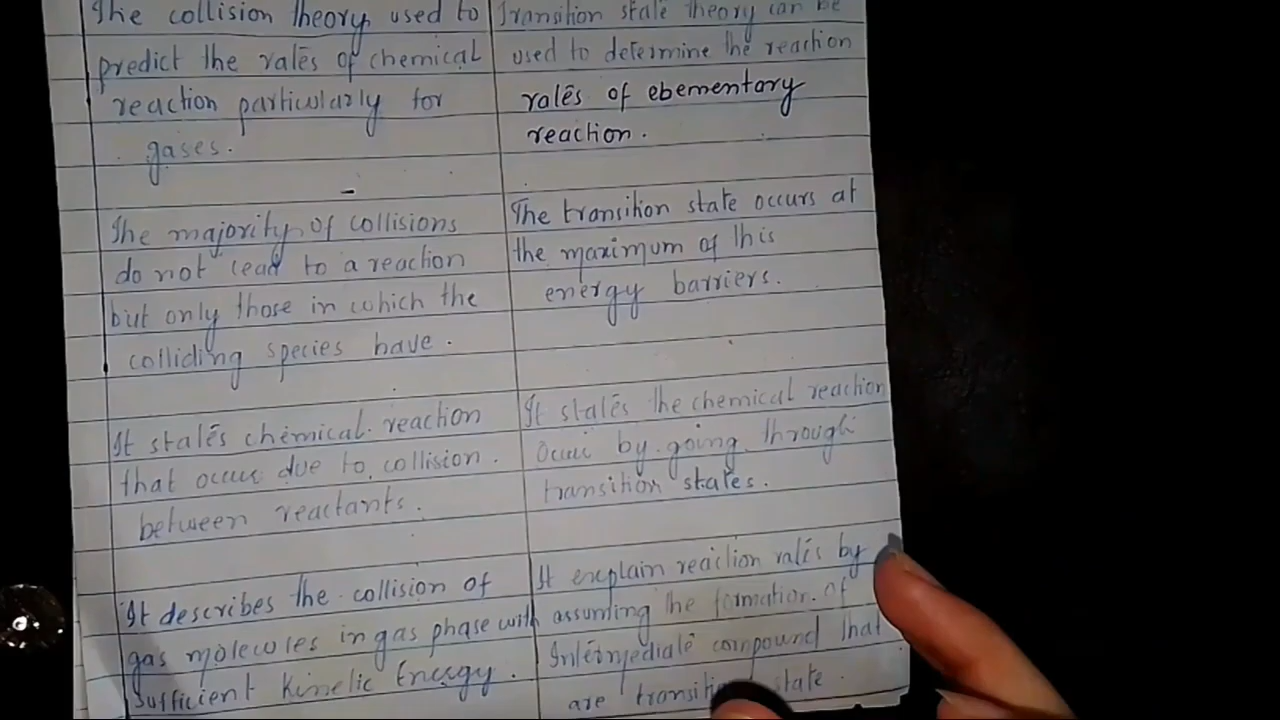 The collision theory used to
predict the rates of chemical
reaction particularly for
gases.
The majority of collisions
do not lead to a reaction
but only those in which the
colliding species have.
It states chemical reaction
that occur due to collision.
between reactants.
It describes the collision of
gas molecules in gas phase with
sufficient kinetic Energy.
Transition state theory can be
used to determine the reaction
rates of ebementary
reaction.
The transition state occurs at
the maximum of this
energy barriers.
It states the chemical reaction
occur by going through
transition states.
It explain reaction rates by
assuming the formation of
Intermediate compound that
are transition state.